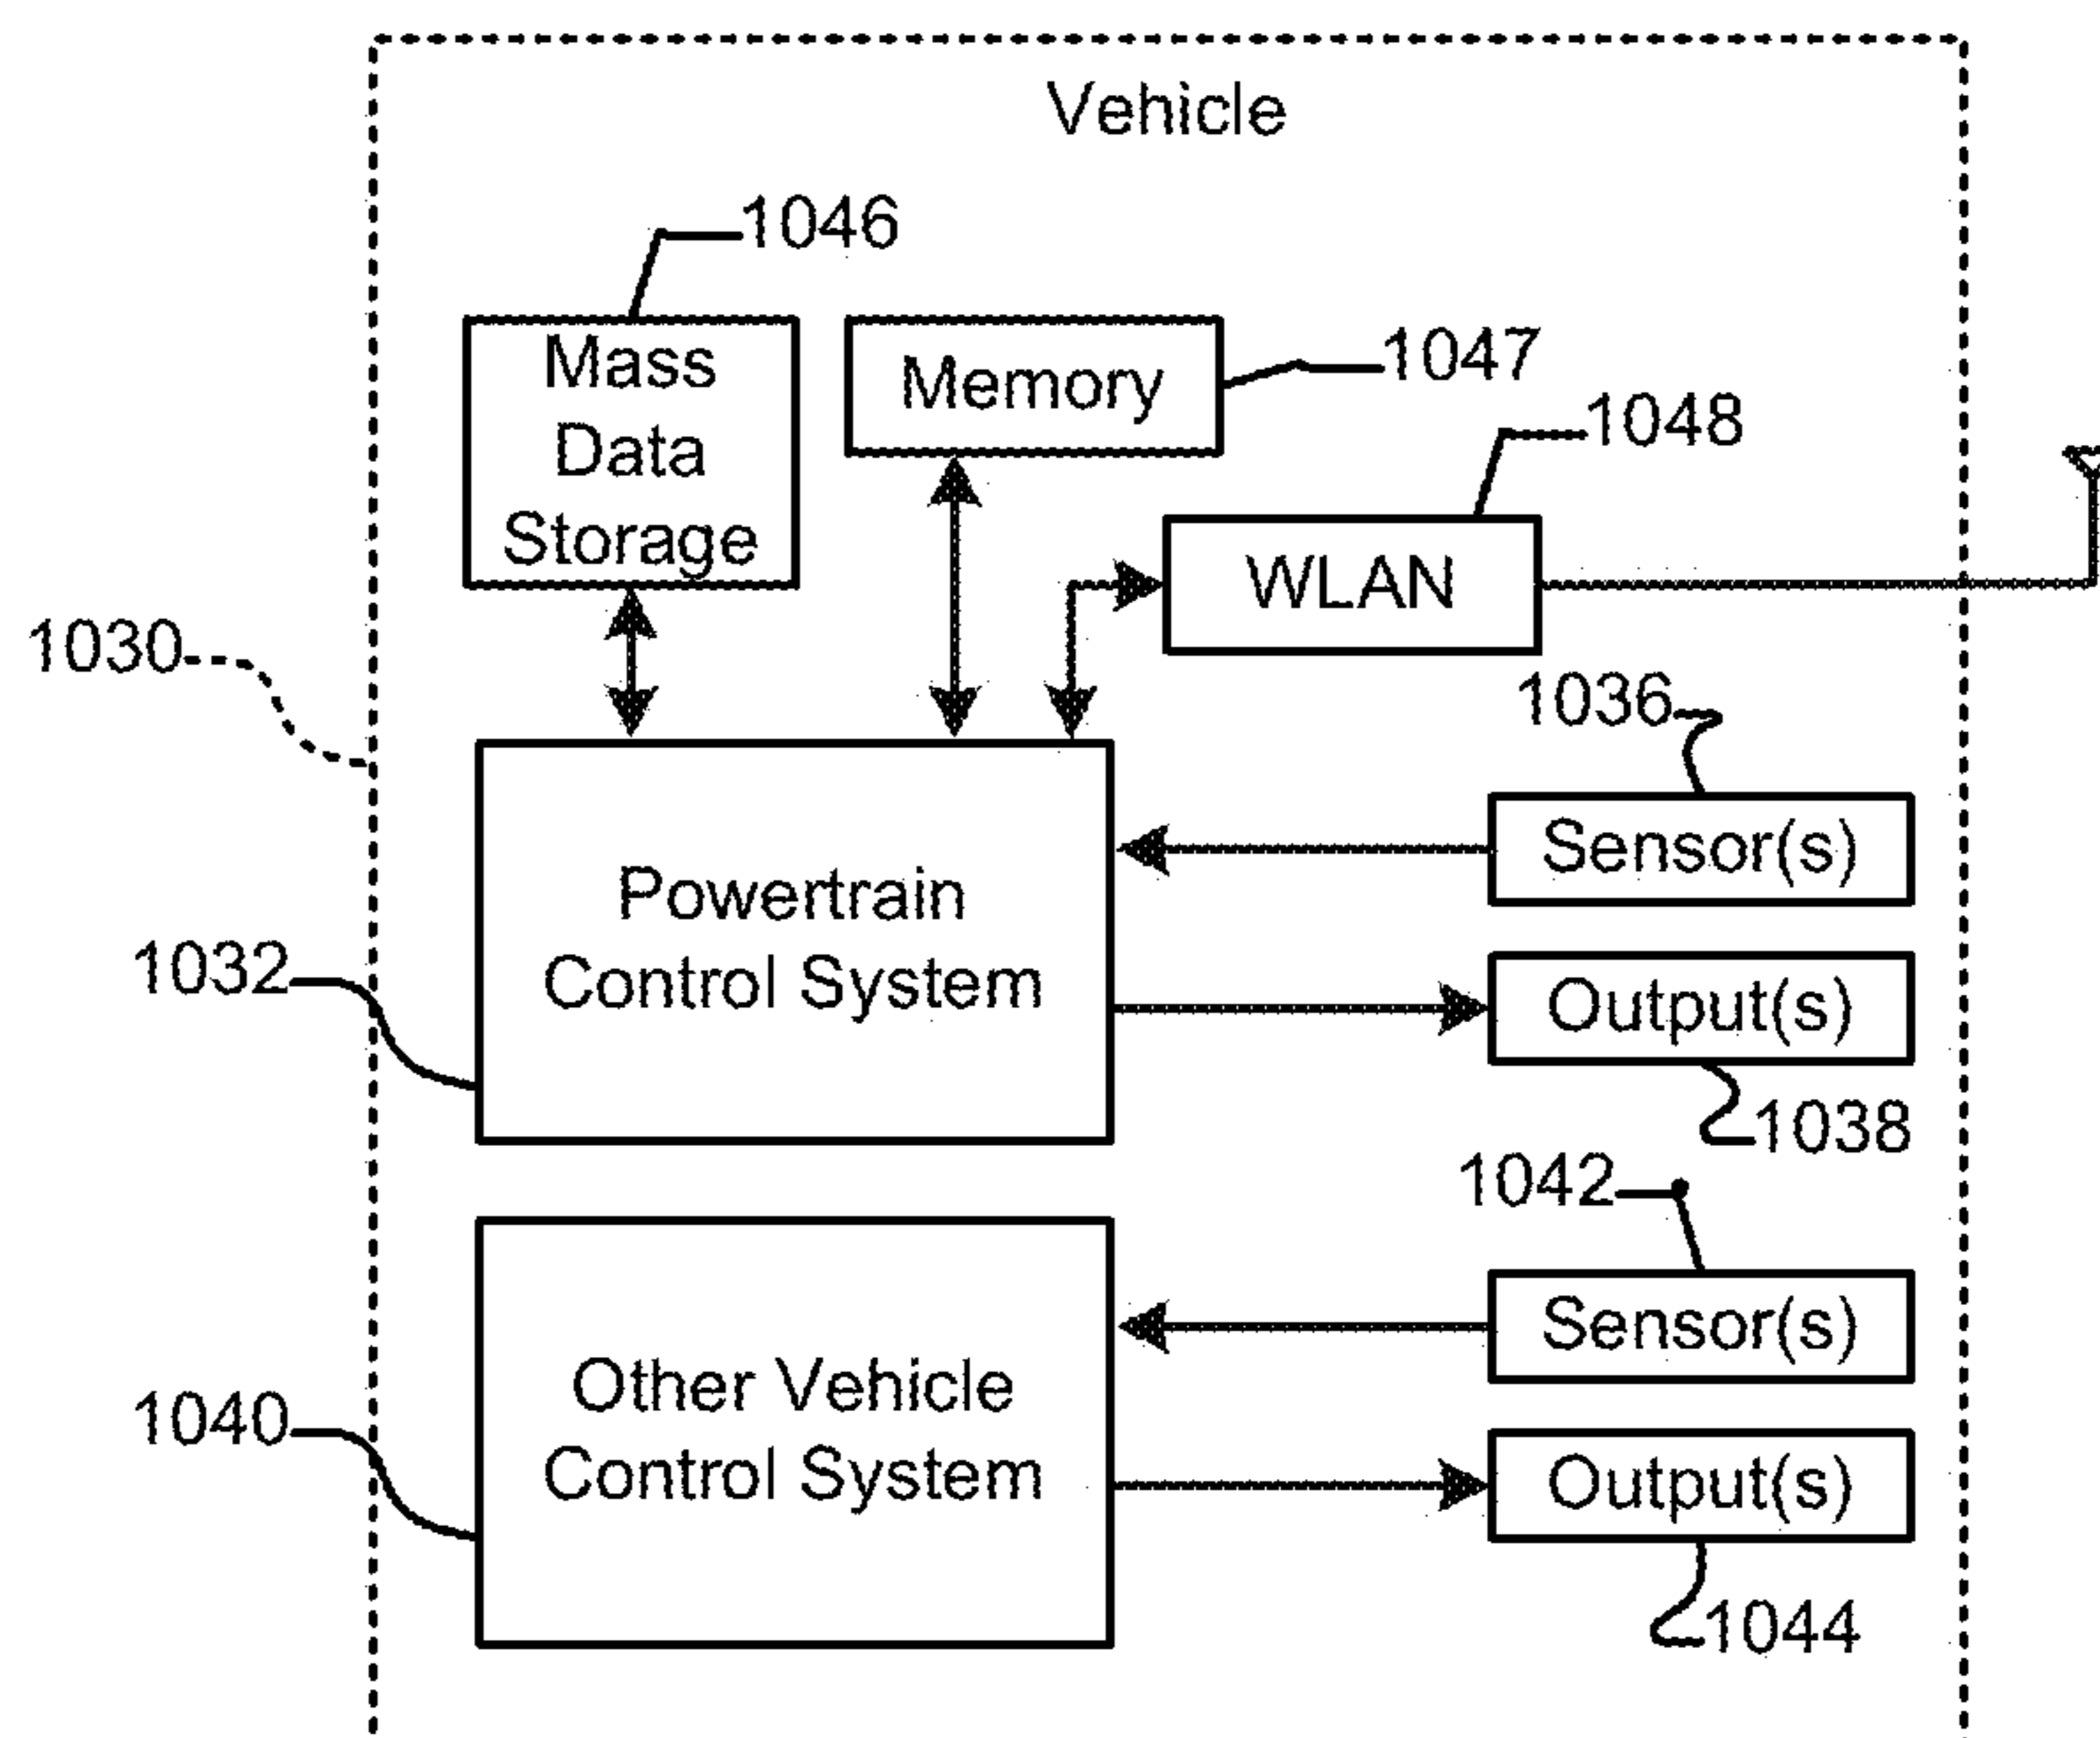 Vehicle
1046
Mass
Data
Storage
Memory
1047
1048
WLAN
1030
1036
Sensor(s)
Powertrain
Control System
1032
Output(s)
1038
1042
Sensor(s)
Other Vehicle
Control System
1040
Output(s)
1044